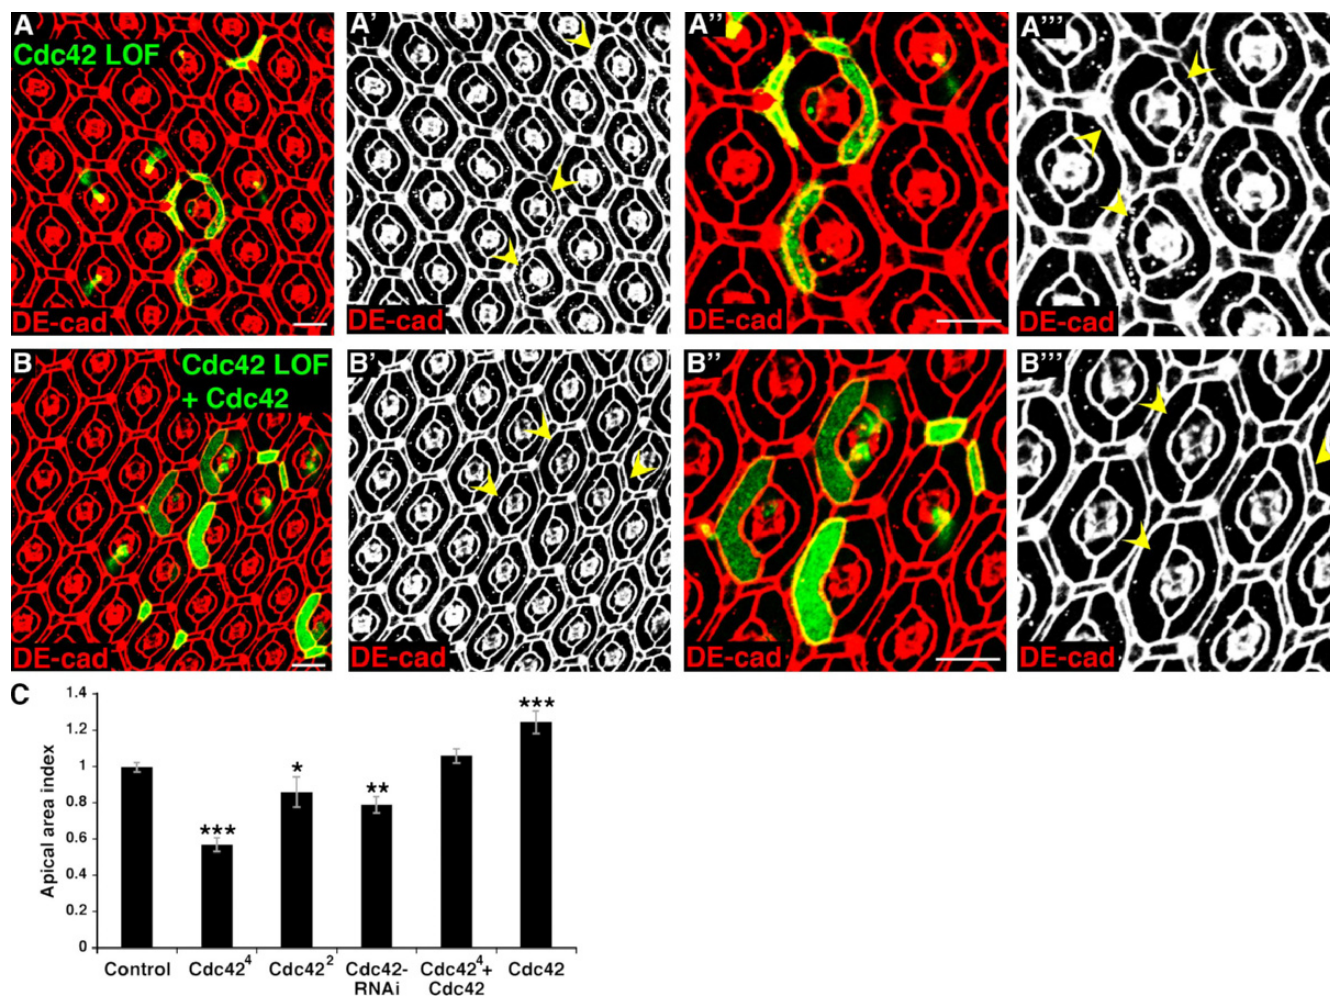 A
Cdc42 LOF
DE-cad
A'
DE-cad
A''
DE-cad
A'''
DE-cad
B
Cdc42 LOF
+ Cdc42
DE-cad
B'
DE-cad
B''
DE-cad
B'''
DE-cad
C
Apical area index
1.4
1.2
1
0.8
0.6
0.4
0.2
0
***
*
**
***
Control
Cdc42⁴
Cdc42²
Cdc42-
RNAi
Cdc42⁴+
Cdc42
Cdc42